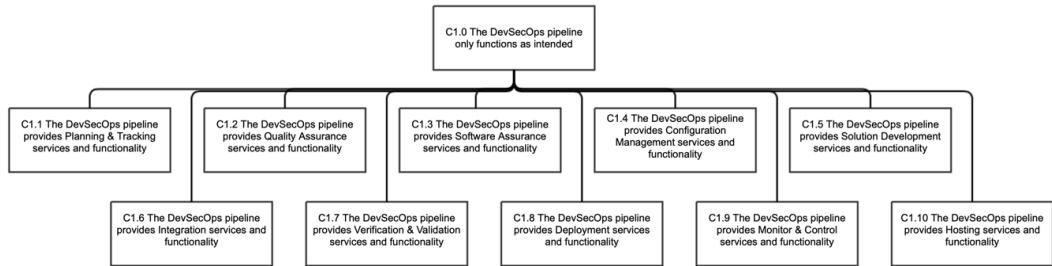 C1.0 The DevSecOps pipeline
only functions as intended
C1.1 The DevSecOps pipeline
provides Planning & Tracking
services and functionality
C1.2 The DevSecOps pipeline
provides Quality Assurance
services and functionality
C1.3 The DevSecOps pipeline
provides Software Assurance
services and functionality
C1.4 The DevSecOps pipeline
provides Configuration
Management services and
functionality
C1.5 The DevSecOps pipeline
provides Solution Development
services and functionality
C1.6 The DevSecOps pipeline
provides Integration services and
functionality
C1.7 The DevSecOps pipeline
provides Verification & Validation
services and functionality
C1.8 The DevSecOps pipeline
provides Deployment services and
functionality
C1.9 The DevSecOps pipeline
provides Monitor & Control
services and functionality
C1.10 The DevSecOps pipeline
provides Hosting services and
functionality